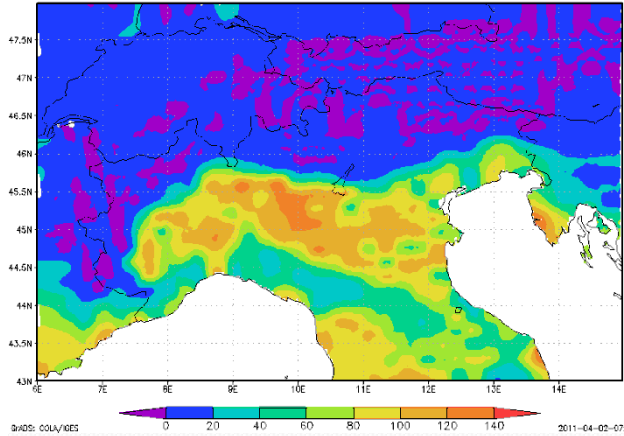 47.5N
47N
46.5N
46N
45.5N
45N
44.5N
44N
43.5N
43N
6E 7E 8E 9E 10E 11E 12E 13E 14E
0 20 40 60 80 100 120 140
GrADS: COLA/IGES 2011-04-02-07